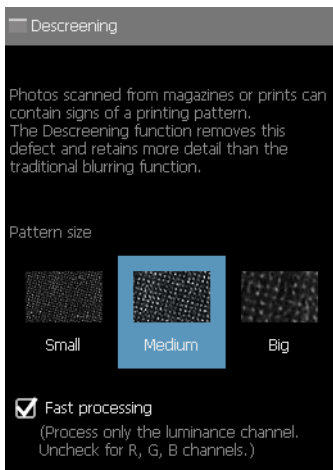 Descreening
Photos scanned from magazines or prints can
contain signs of a printing pattern.
The Descreening function removes this
defect and retains more detail than the
traditional blurring function.
Pattern size
Small Medium Big
Fast processing
(Process only the luminance channel.
Uncheck for R, G, B channels.)